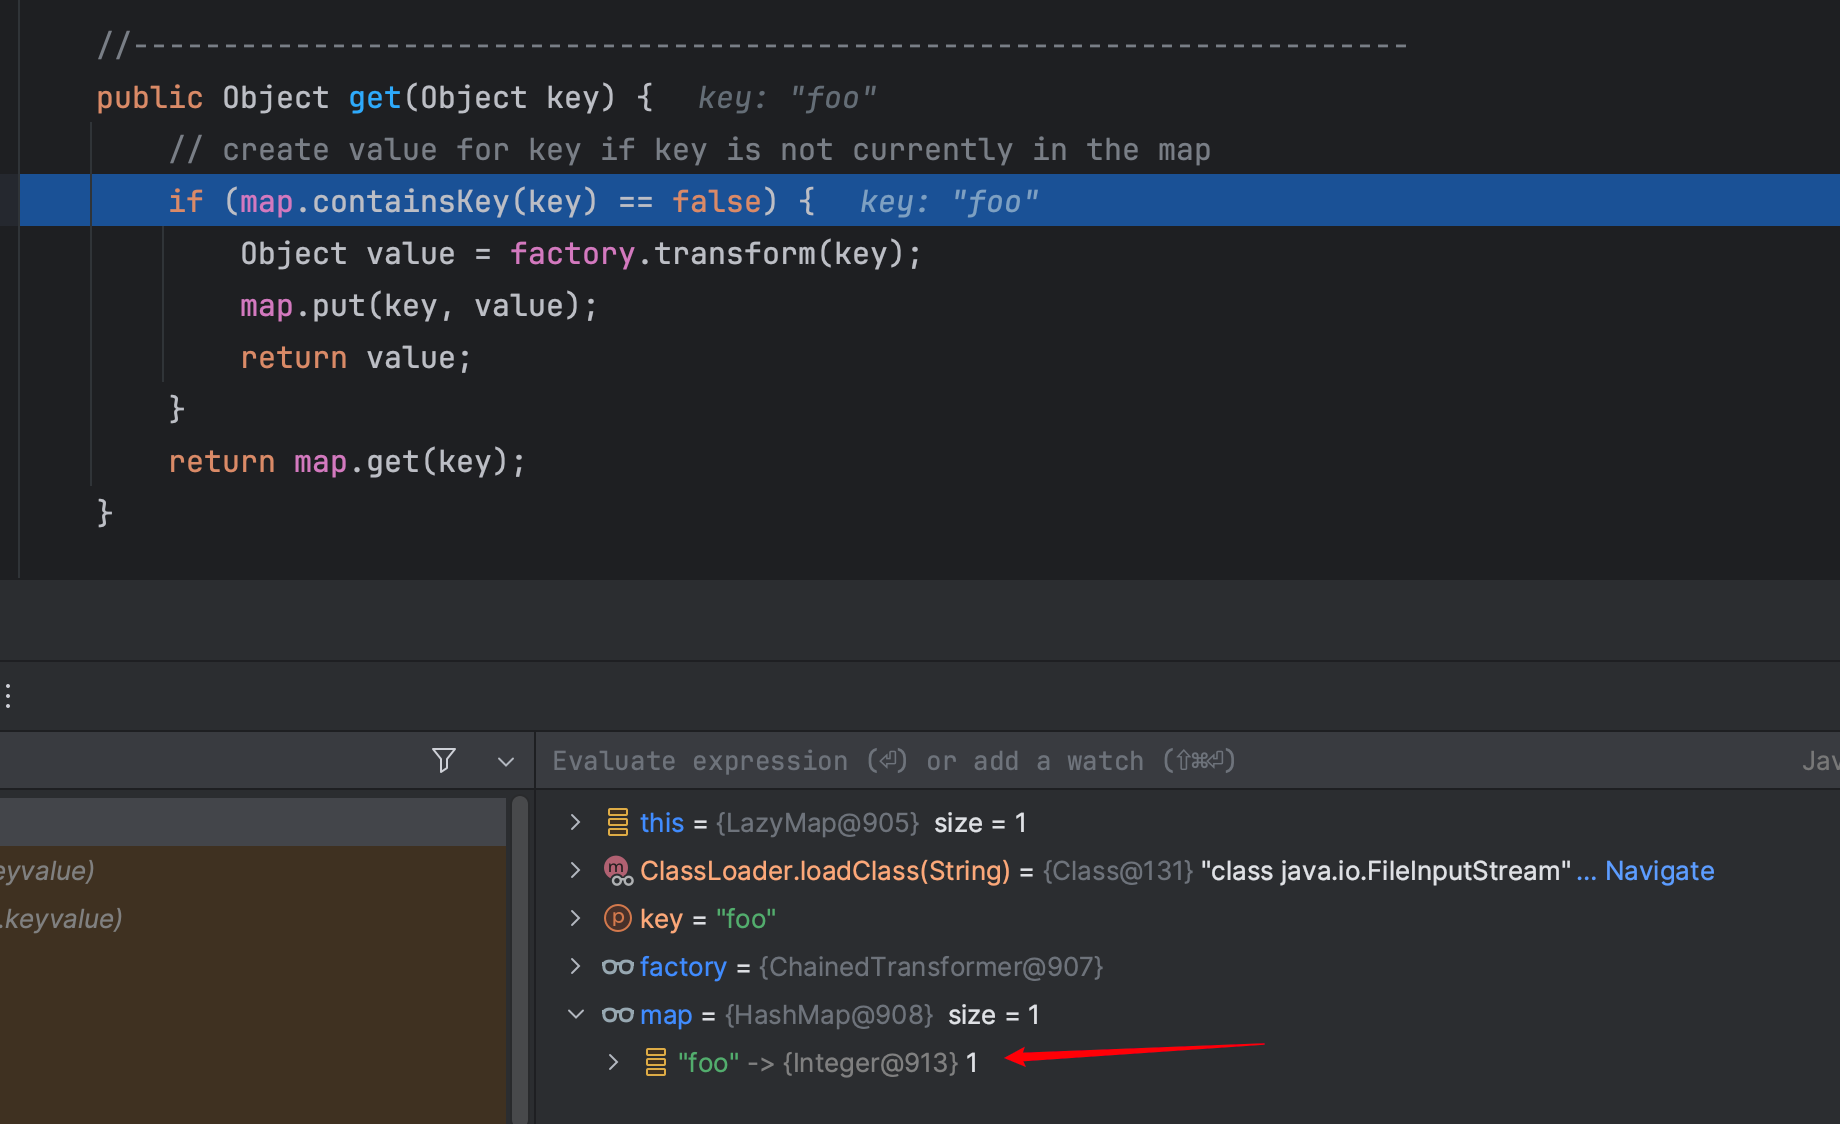 //-----------------------------------------------------------------------
public Object get(Object key) {   key: "foo"
// create value for key if key is not currently in the map
if (map.containsKey(key) == false) {   key: "foo"
Object value = factory.transform(key);
map.put(key, value);
return value;
}
return map.get(key);
}
Evaluate expression (⏎) or add a watch (⇧⌘⏎)
Jav
this = {LazyMap@905} size = 1
ClassLoader.loadClass(String) = {Class@131} "class java.io.FileInputStream" ... Navigate
eyvalue)
key = "foo"
.keyvalue)
factory = {ChainedTransformer@907}
map = {HashMap@908} size = 1
"foo" -> {Integer@913} 1